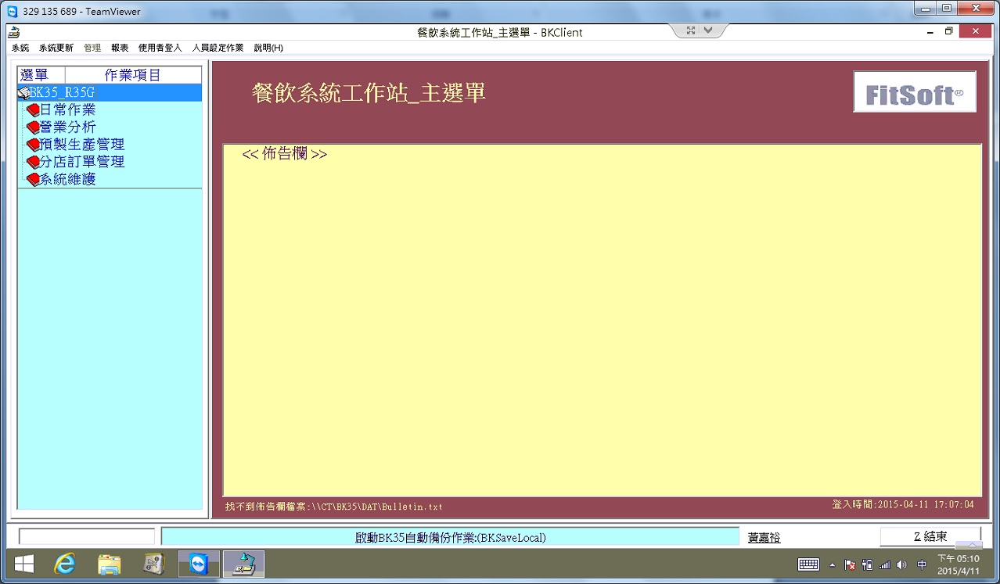 329 135 689 - TeamViewer
餐飲系統工作站_主選單 - BKClient
系統 系統更新 管理 報表 使用者登入 人員設定作業 說明(H)
選單 作業項目
BK35_R35G
日常作業
營業分析
預製生產管理
分店訂單管理
系統維護
餐飲系統工作站_主選單
FitSoft®
<< 佈告欄 >>
找不到佈告欄檔案:\\CT\BK35\DAT\Bulletin.txt
登入時間:2015-04-11 17:07:04
啟動BK35自動備份作業:(BKSaveLocal)
黃嘉裕
Z 結束
中
下午 05:10
2015/4/11